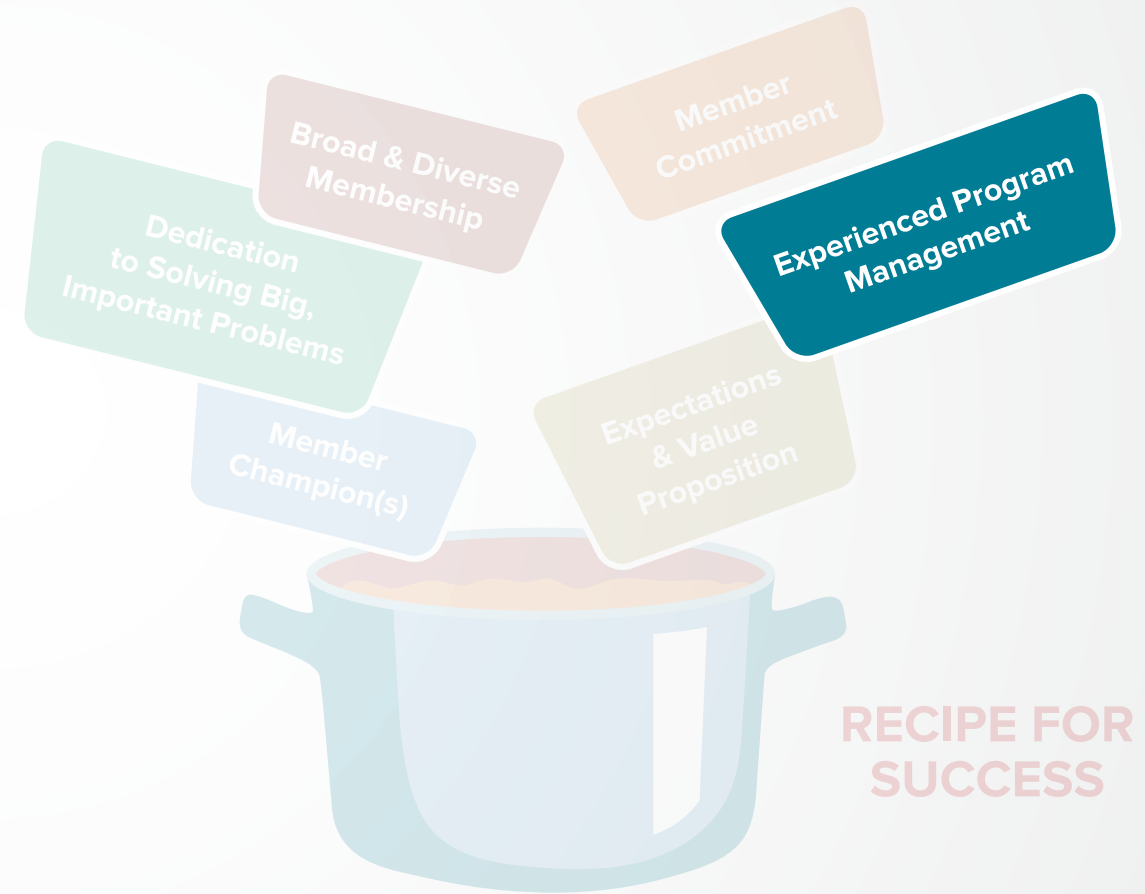 Member
Commitment
Broad & Diverse
Membership
Experienced Program
Management
Dedication
to Solving Big,
Important Problems
Expectations
& Value
Proposition
Member
Champion(s)
RECIPE FOR
SUCCESS